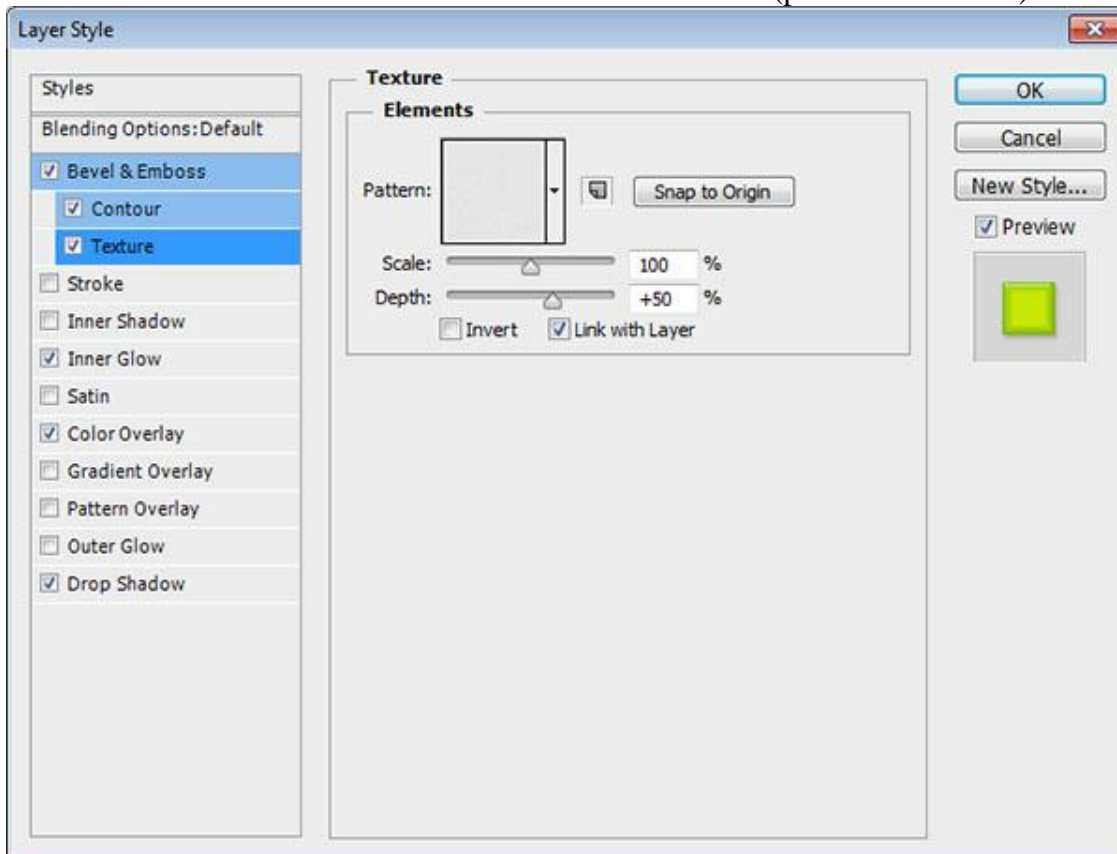 Layer Style
Styles
Blending Options: Default
Bevel & Emboss
Contour
Texture
Stroke
Inner Shadow
Inner Glow
Satin
Color Overlay
Gradient Overlay
Pattern Overlay
Outer Glow
Drop Shadow
Texture
Elements
Pattern:
Snap to Origin
Scale: 100 %
Depth: +50 %
Invert Link with Layer
OK
Cancel
New Style...
Preview